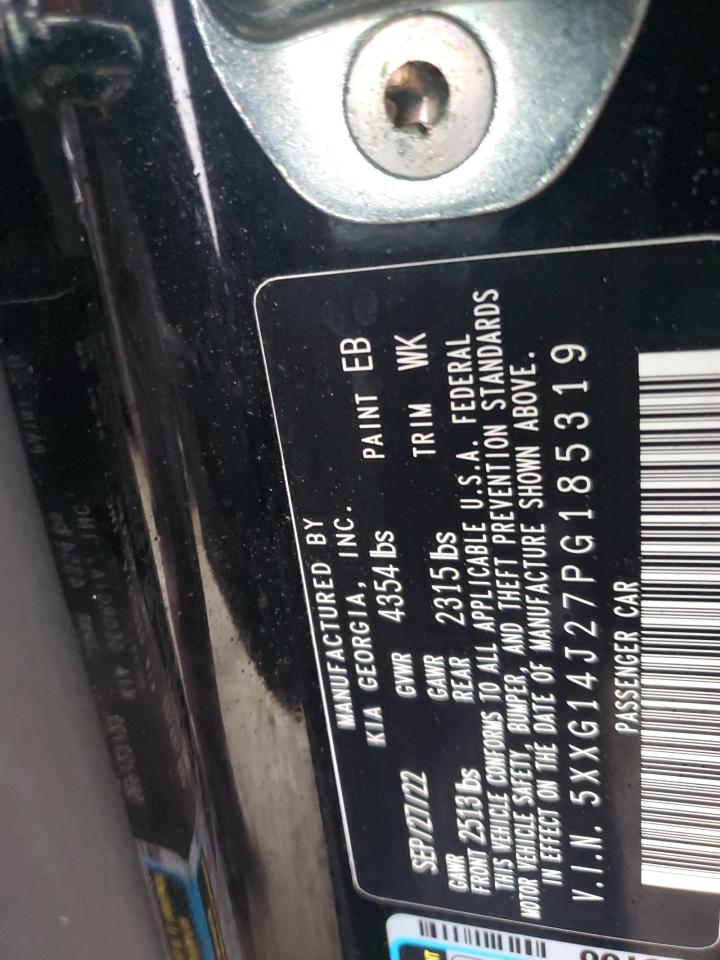 MANUFACTURED BY
KIA GEORGIA, INC.
SEP/27/22 GVWR 4354 lbs PAINT EB
GAWR FRONT 2513 lbs GAWR REAR 2315 lbs TRIM WK
THIS VEHICLE CONFORMS TO ALL APPLICABLE U.S.A. FEDERAL
MOTOR VEHICLE SAFETY, BUMPER, AND THEFT PREVENTION STANDARDS
IN EFFECT ON THE DATE OF MANUFACTURE SHOWN ABOVE.
V.I.N. 5XXG14J27PG185319
PASSENGER CAR